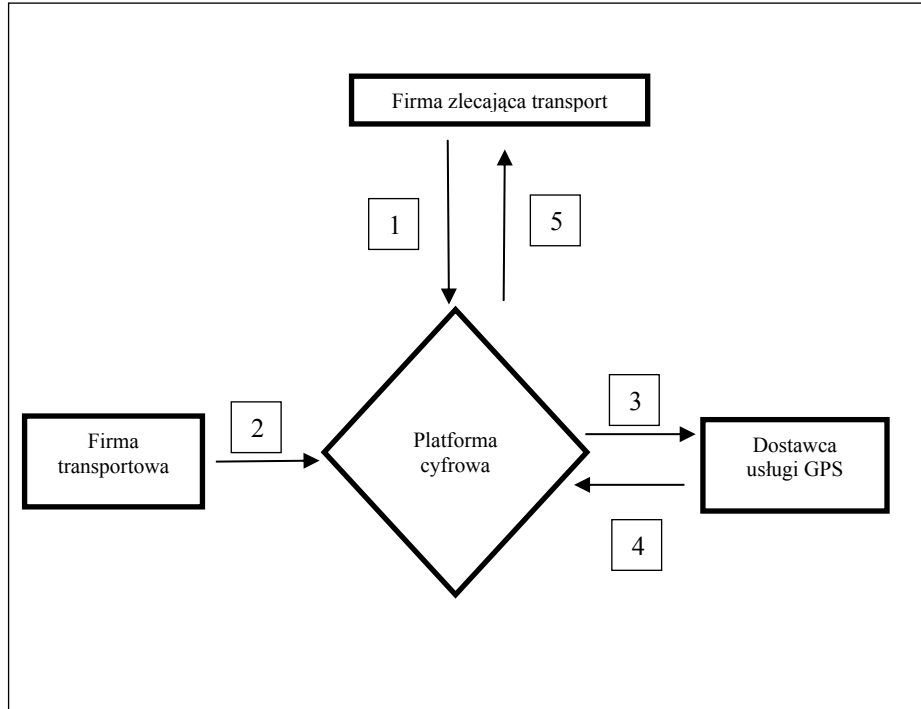 Firma zlecająca transport
1
5
2
3
Firma
transportowa
Platforma
cyfrowa
Dostawca
usługi GPS
4